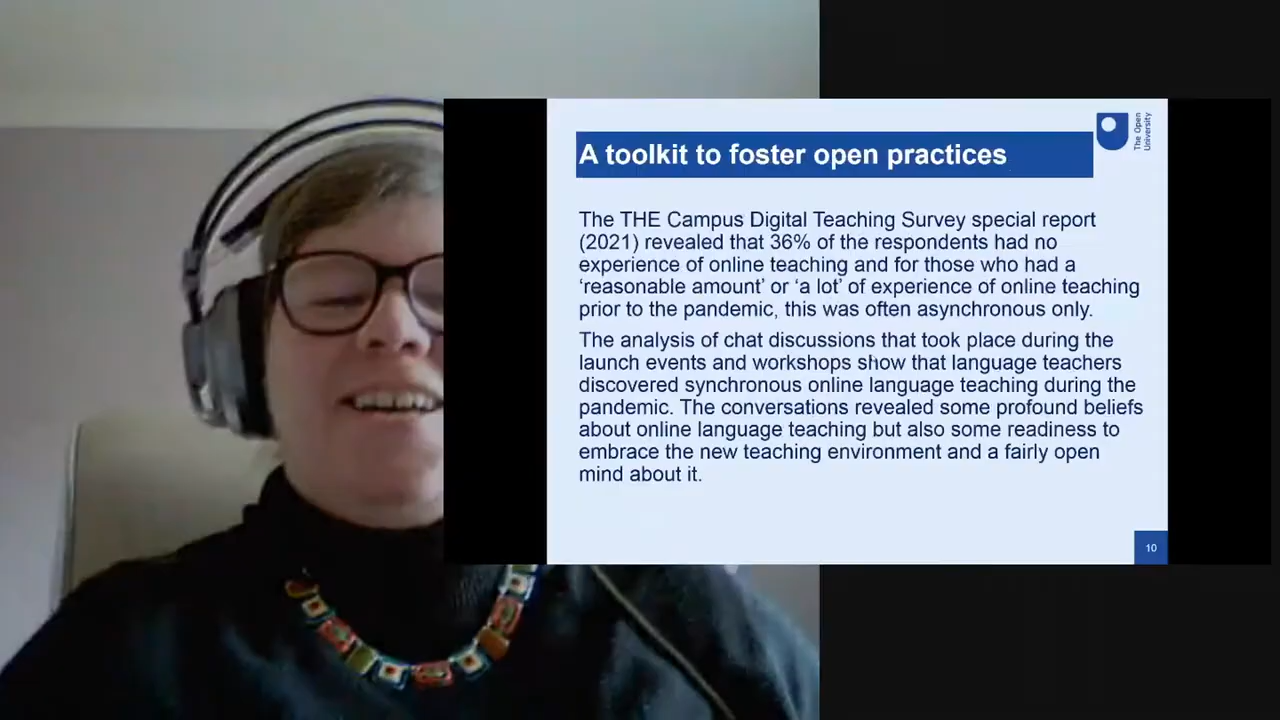 A toolkit to foster open practices
The Open
University
The THE Campus Digital Teaching Survey special report
(2021) revealed that 36% of the respondents had no
experience of online teaching and for those who had a
‘reasonable amount’ or ‘a lot’ of experience of online teaching
prior to the pandemic, this was often asynchronous only.
The analysis of chat discussions that took place during the
launch events and workshops show that language teachers
discovered synchronous online language teaching during the
pandemic. The conversations revealed some profound beliefs
about online language teaching but also some readiness to
embrace the new teaching environment and a fairly open
mind about it.
10